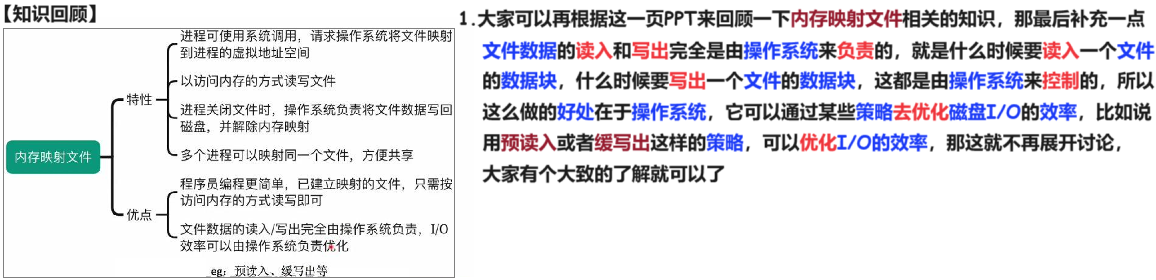 【知识回顾】
内存映射文件
特性
进程可使用系统调用，请求操作系统将文件映射
到进程的虚拟地址空间
以访问内存的方式读写文件
进程关闭文件时，操作系统负责将文件数据写回
磁盘，并解除内存映射
多个进程可以映射同一个文件，方便共享
优点
程序员编程更简单，已建立映射的文件，只需按
访问内存的方式读写即可
文件数据的读入/写出完全由操作系统负责，I/O
效率可以由操作系统负责优化
eg：预读入、缓写出等
1.大家可以再根据这一页PPT来回顾一下内存映射文件相关的知识，那最后补充一点
文件数据的读入和写出完全是由操作系统来负责的，就是什么时候要读入一个文件
的数据块，什么时候要写出一个文件的数据块，这都是由操作系统来控制的，所以
这么做的好处在于操作系统，它可以通过某些策略去优化磁盘I/O的效率，比如说
用预读入或者缓写出这样的策略，可以优化I/O的效率，那这就不再展开讨论，
大家有个大致的了解就可以了